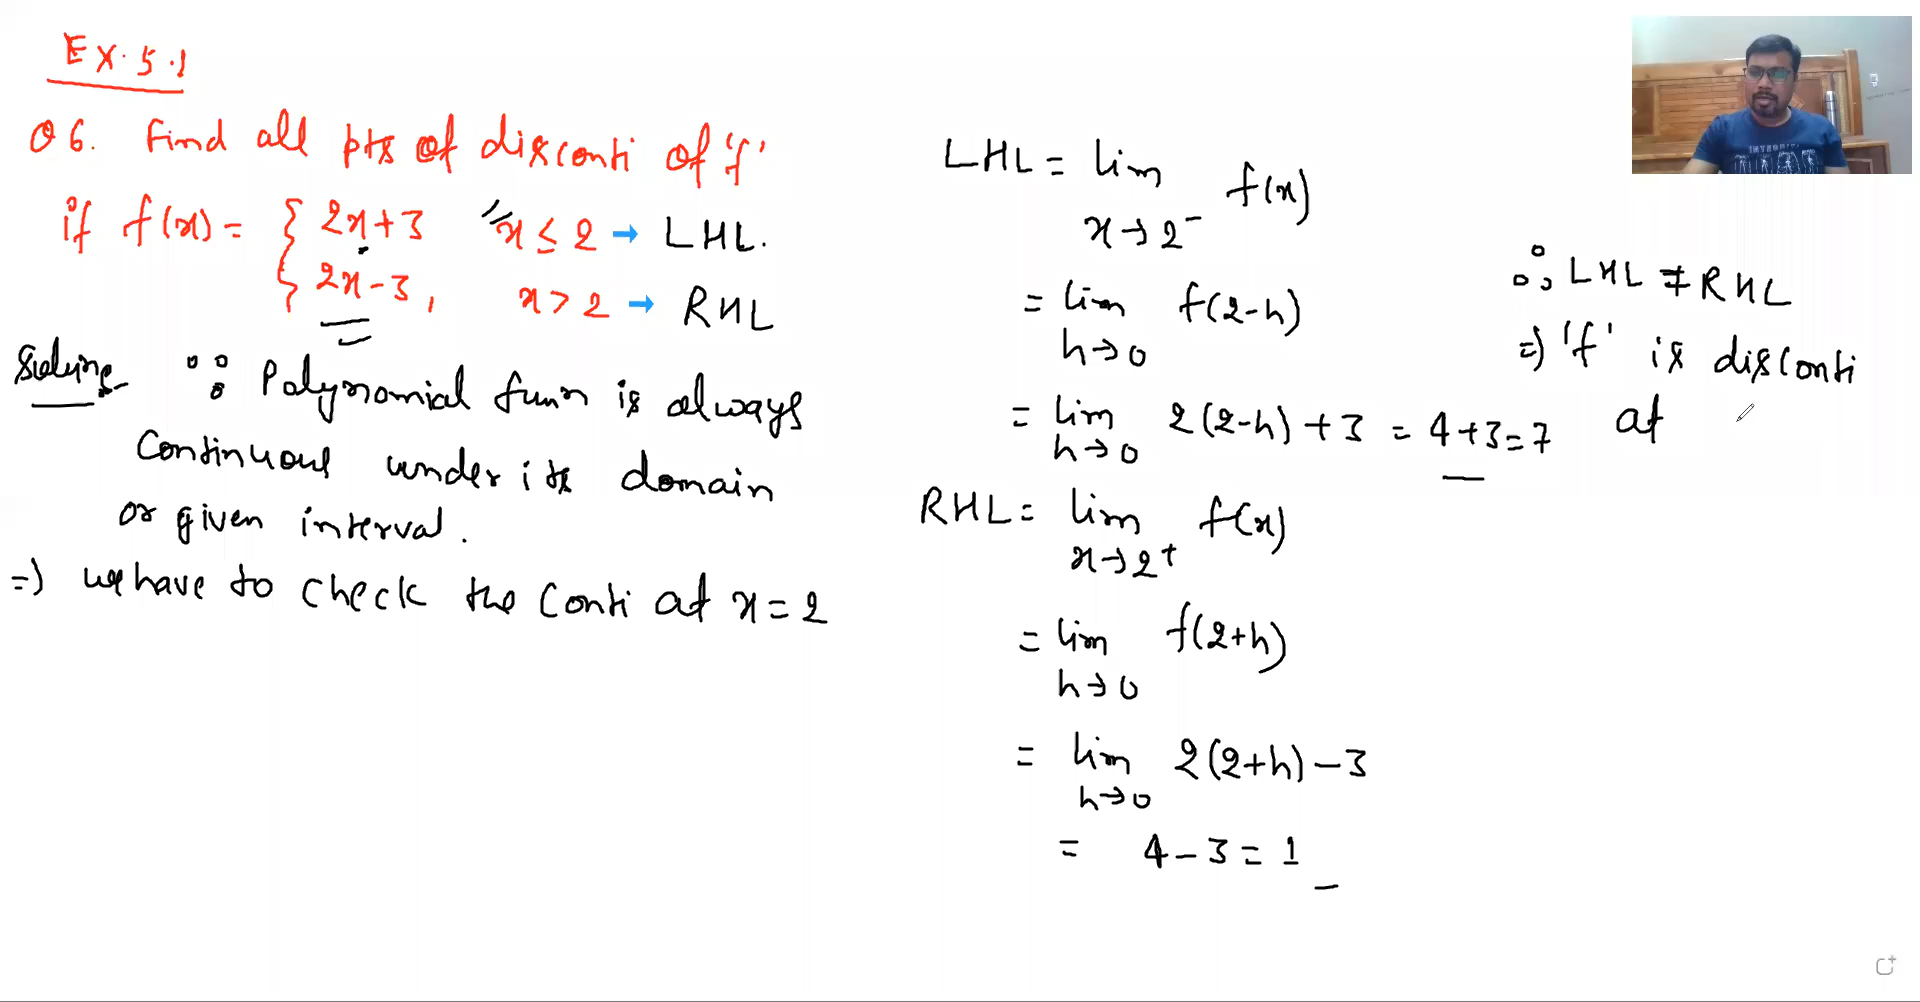 Ex. 5.1
Q6. Find all pts of disconti of 'f'
if f(x) = { 2x+3 x ≤ 2 → LHL.
{ 2x-3, x > 2 → RHL
∵ Polynomial funn is always
Continuous under its domain
or given interval.
=) we have to check the Conti at x = 2
LHL = lim f(x)
x→2⁻
= lim f(2-h)
h→0
= lim 2(2-h)+3 = 4+3=7
h→0
RHL = lim f(x)
x→2⁺
= lim f(2+h)
h→0
= lim 2(2+h)-3
h→0
= 4-3 = 1
∴ LHL ≠ RHL
=) 'f' is disconti
at